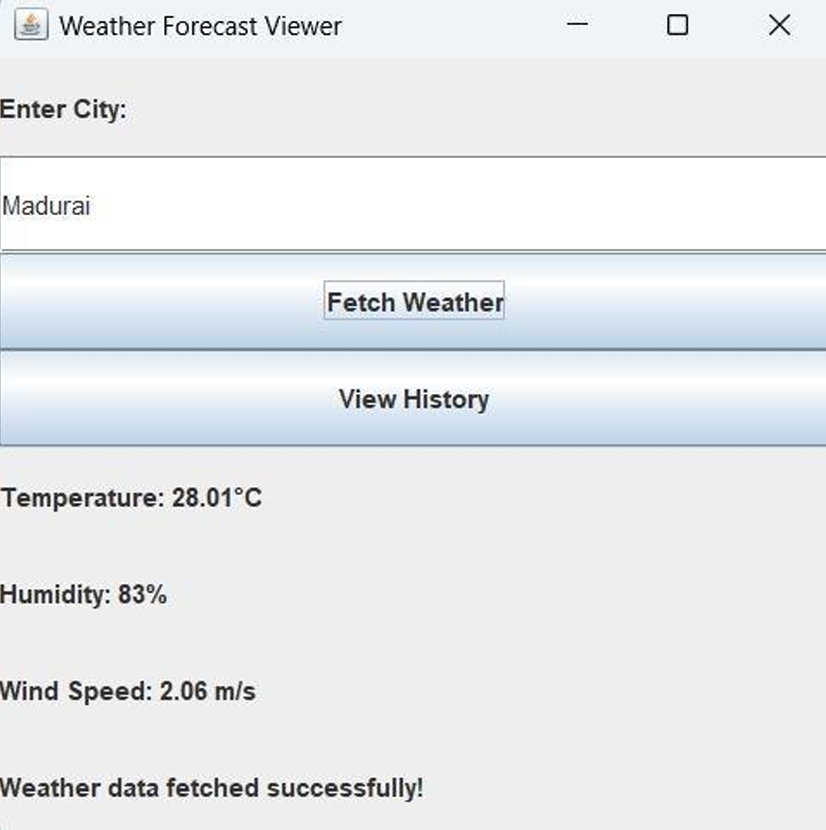 Weather Forecast Viewer
Enter City:
Madurai
Fetch Weather
View History
Temperature: 28.01°C
Humidity: 83%
Wind Speed: 2.06 m/s
Weather data fetched successfully!